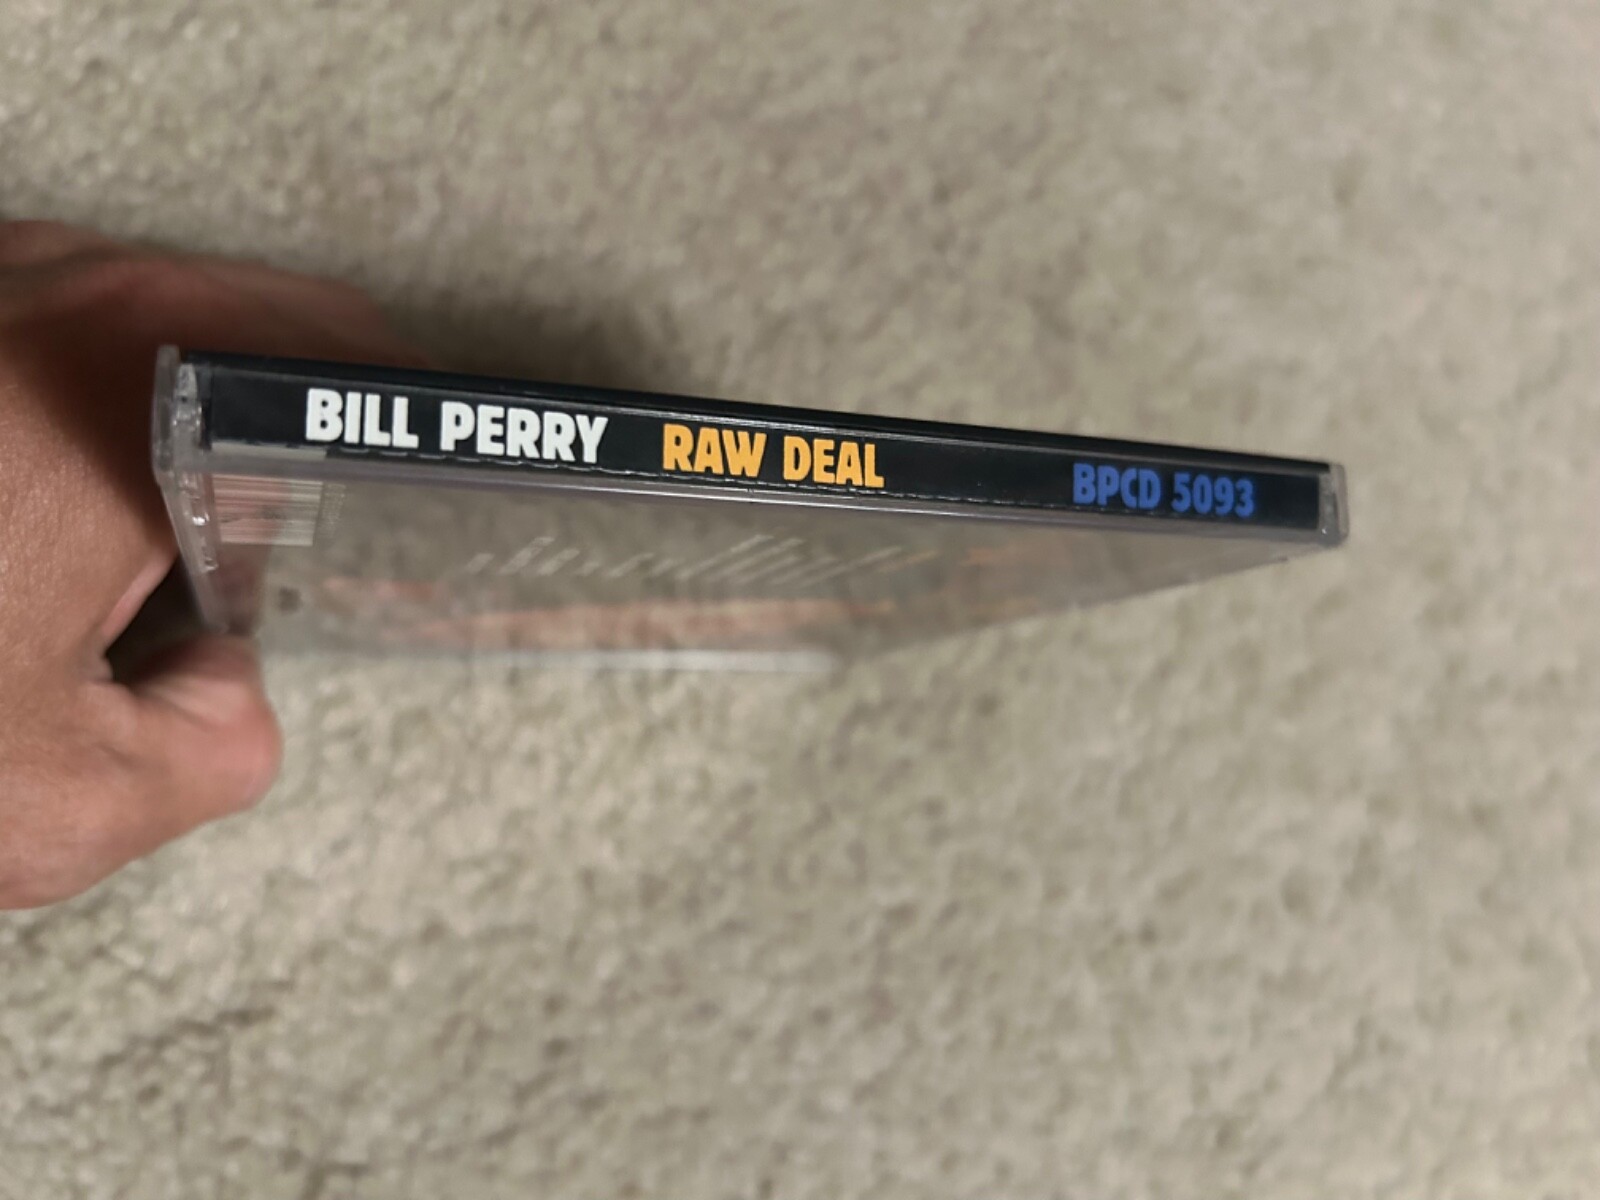 BILL PERRY RAW DEAL BPCD 5093